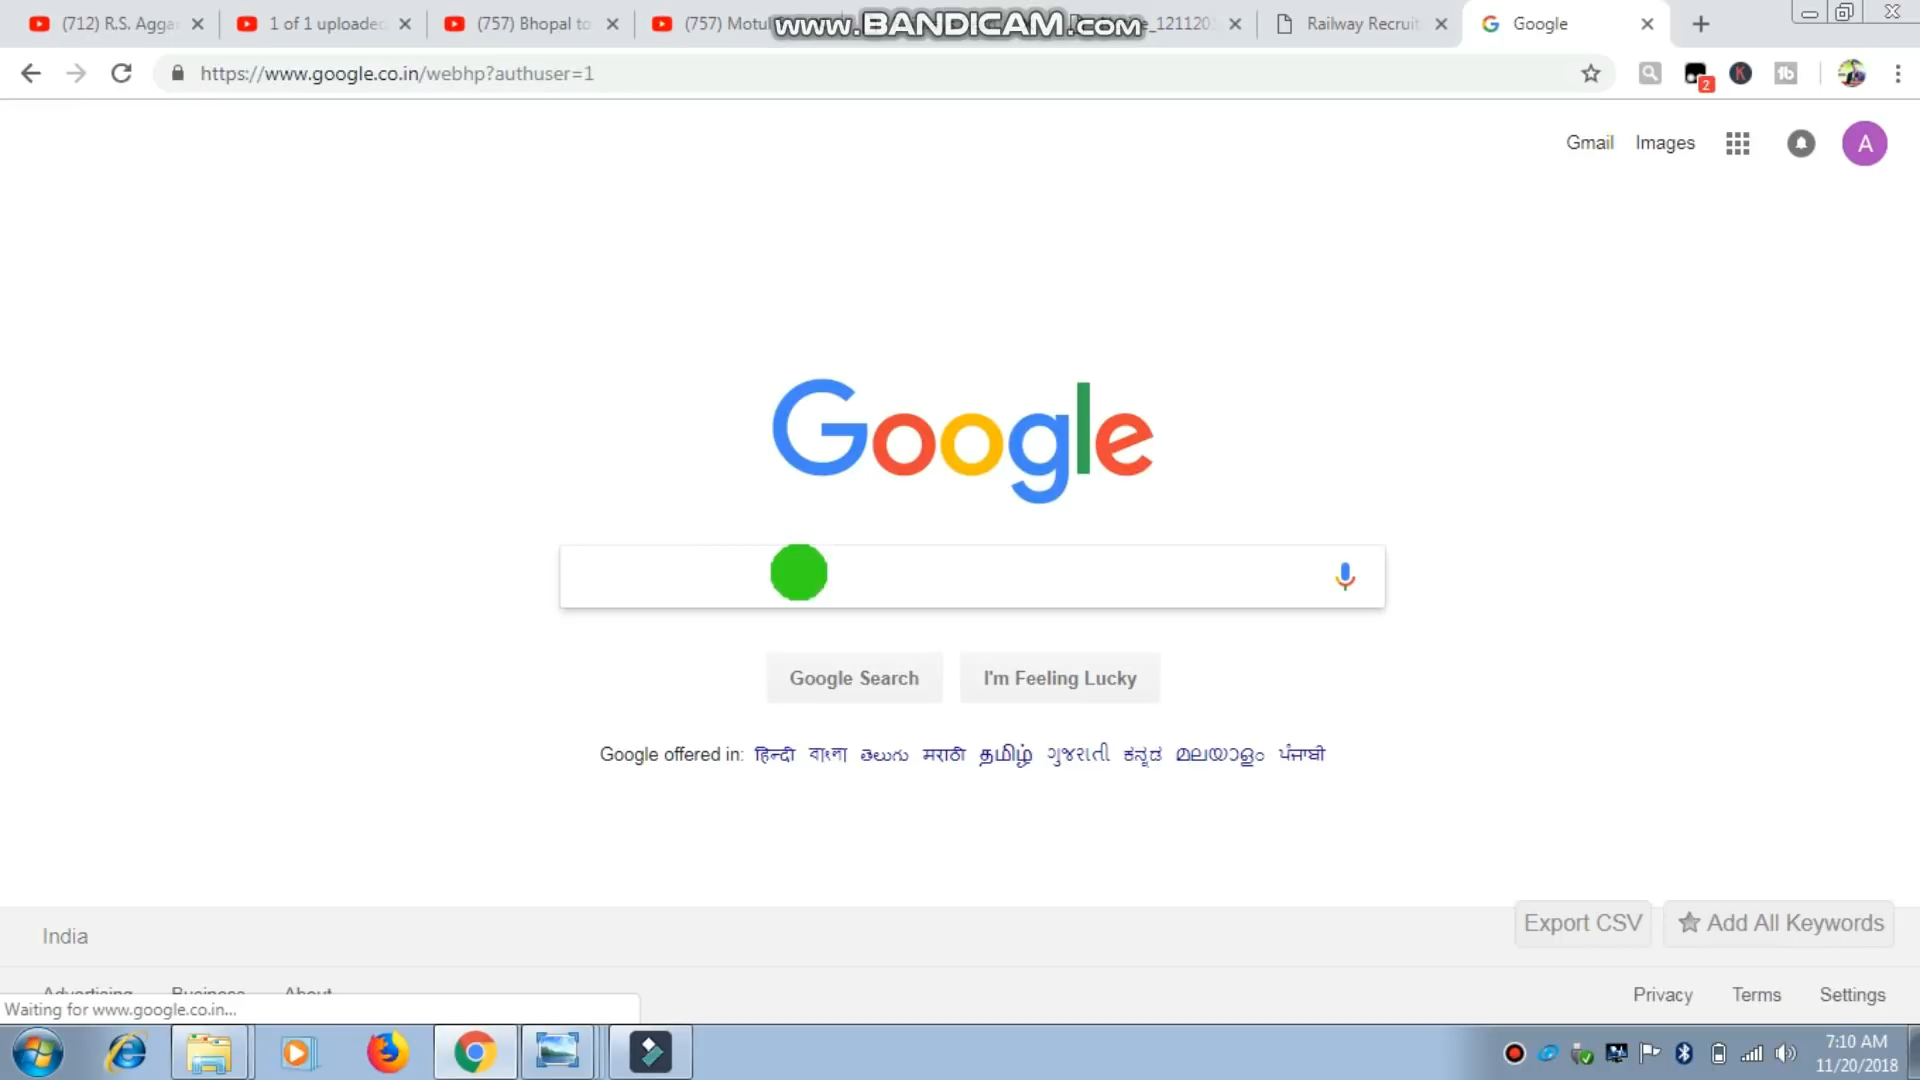 (712) R.S. Agga
1 of 1 uploaded
(757) Bhopal to
(757) Motu
www.BANDICAM.com
e_121120
Railway Recruit
Google
https://www.google.co.in/webhp?authuser=1
2
K
tb
Gmail
Images
A
Google
Google Search
I'm Feeling Lucky
Google offered in: हिन्दी বাংলা తెలుగు मराठी தமிழ் ગુજરાતી ಕನ್ನಡ മലയാളം ਪੰਜਾਬੀ
Export CSV
Add All Keywords
India
Advertising
Business
About
Privacy
Terms
Settings
Waiting for www.google.co.in...
7:10 AM
11/20/2018